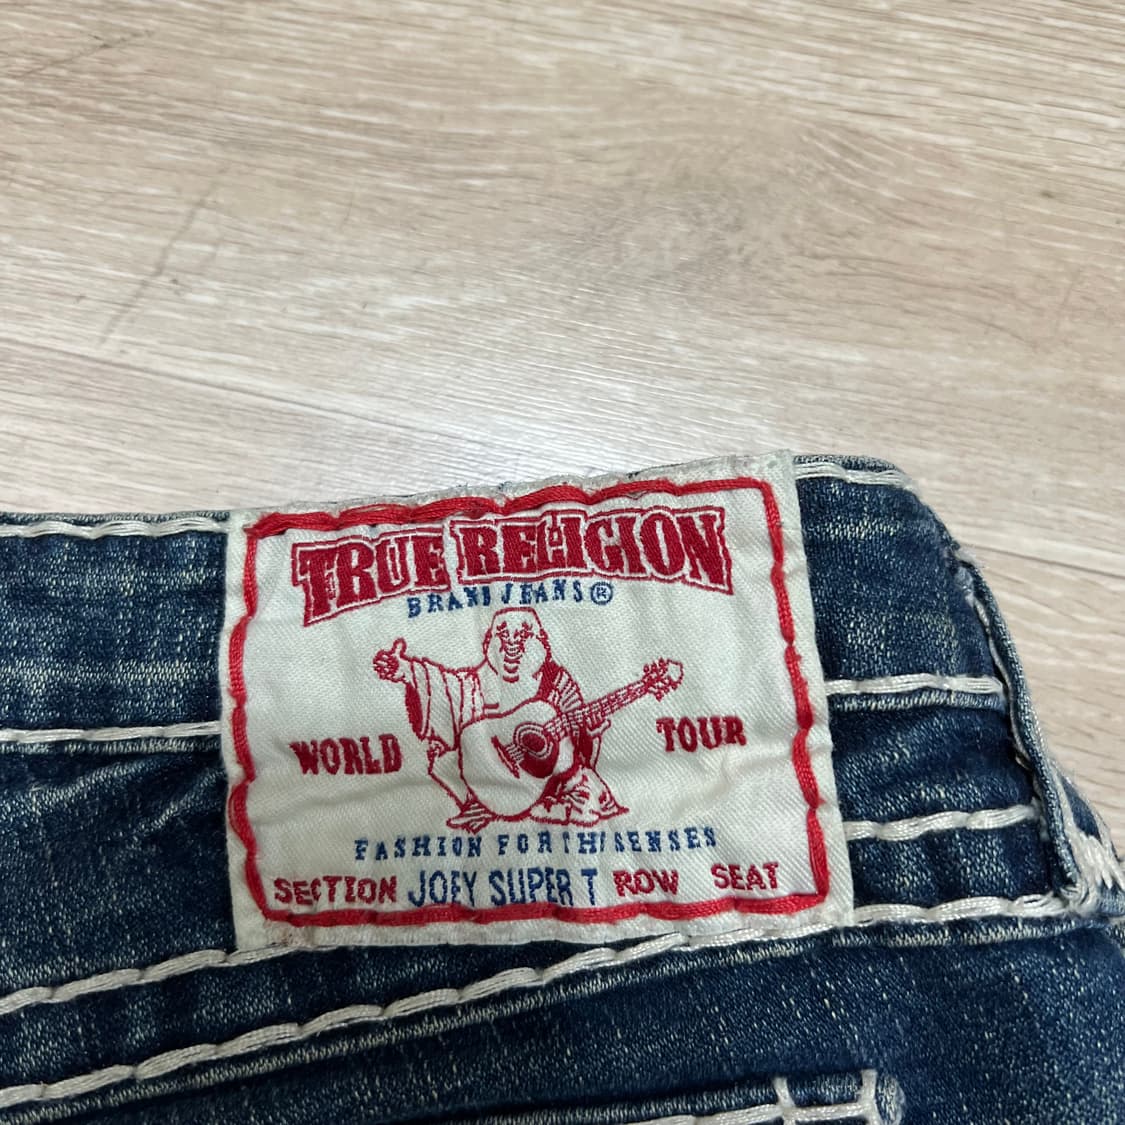 TRUE RELIGION
BRAND JEANS®
WORLD TOUR
FASHION FOR THE SENSES
SECTION JOEY SUPER T ROW SEAT